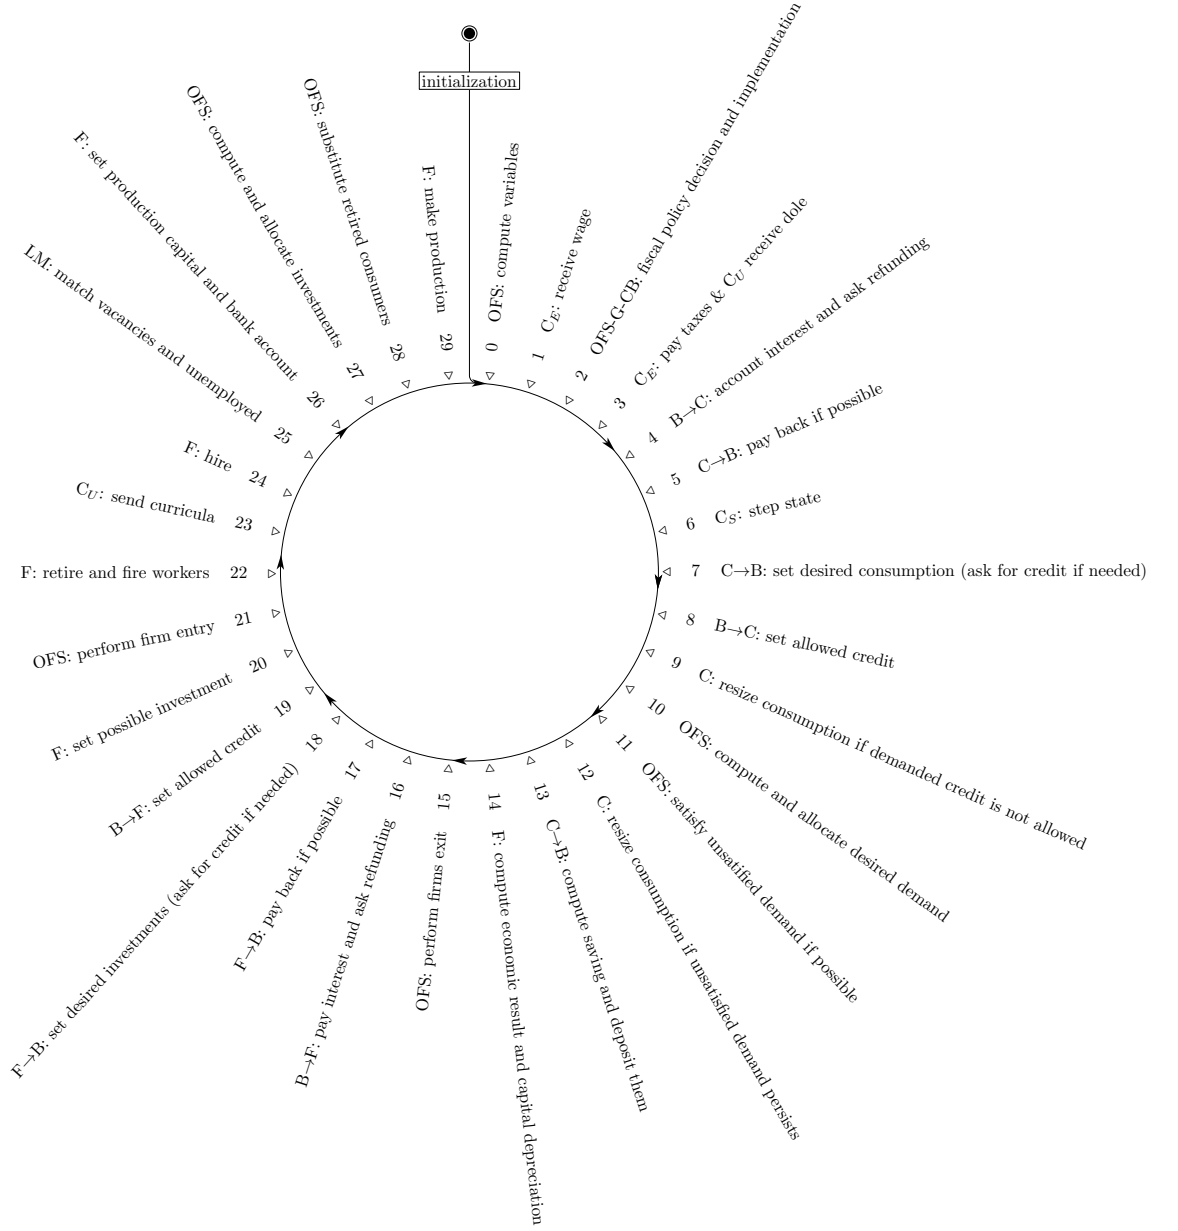 initialization
0 OFS: compute variables
1 C_E: receive wage
2 OFS-G-CB: fiscal policy decision and implementation
3 C_E: pay taxes & C_U receive dole
4 B→C: account interest and ask refunding
5 C→B: pay back if possible
6 C_S: step state
7 C→B: set desired consumption (ask for credit if needed)
8 B→C: set allowed credit
9 C: resize consumption if demanded credit is not allowed
10 OFS: compute and allocate desired demand
11 OFS: satisfy unsatified demand if possible
12 C: resize consumption if unsatisfied demand persists
13 C→B: compute saving and deposit them
14 F: compute economic result and capital depreciation
15 OFS: perform firms exit
16 B→F: pay interest and ask refunding
17 F→B: pay back if possible
18 F→B: set desired investments (ask for credit if needed)
19 B→F: set allowed credit
20 F: set possible investment
21 OFS: perform firm entry
22 F: retire and fire workers
23 C_U: send curricula
24 F: hire
25 LM: match vacancies and unemployed
26 F: set production capital and bank account
27 OFS: compute and allocate investments
28 OFS: substitute retired consumers
29 F: make production